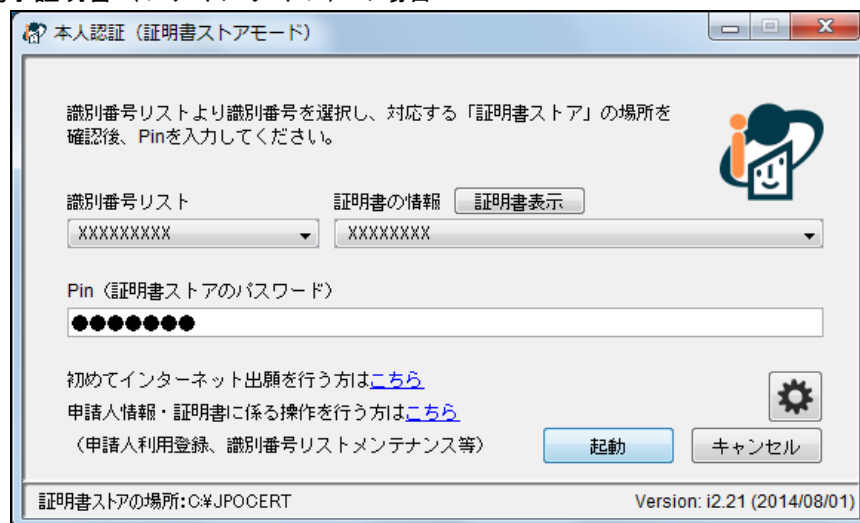 本人認証（証明書ストアモード）
識別番号リストより識別番号を選択し、対応する「証明書ストア」の場所を
確認後、Pinを入力してください。
識別番号リスト 証明書の情報 証明書表示
XXXXXXXXX XXXXXXXX
Pin（証明書ストアのパスワード）
●●●●●●●
初めてインターネット出願を行う方はこちら
申請人情報・証明書に係る操作を行う方はこちら
（申請人利用登録、識別番号リストメンテナンス等） 起動 キャンセル
証明書ストアの場所:C:¥JPOCERT Version: i2.21 (2014/08/01)